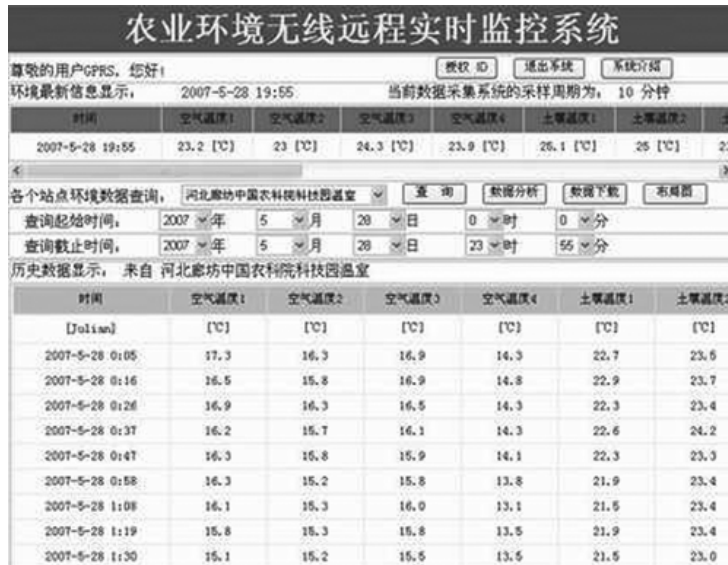 农业环境无线远程实时监控系统
尊敬的用户GPRS, 您好! 授权 ID 退出系统 系统介绍
环境最新信息显示, 2007-5-28 19:55 当前数据采集系统的采样周期为, 10 分钟
时间 空气温度1 空气温度2 空气温度3 空气温度4 土壤温度1 土壤温度2
2007-5-28 19:55 23.2 [℃] 23 [℃] 24.3 [℃] 23.9 [℃] 25.1 [℃] 25 [℃]
各个站点环境数据查询, 河北廊坊中国农科院科技园温室 查 询 数据分析 数据下载 布局图
查询起始时间, 2007 年 5 月 28 日 0 时 0 分
查询截止时间, 2007 年 5 月 28 日 23 时 55 分
历史数据显示, 来自 河北廊坊中国农科院科技园温室
时间 空气温度1 空气温度2 空气温度3 空气温度4 土壤温度1 土壤温度2
[Julian] [℃] [℃] [℃] [℃] [℃] [℃]
2007-5-28 0:05 17.3 16.3 16.9 14.3 22.7 23.5
2007-5-28 0:16 16.5 15.8 16.9 14.8 22.9 23.7
2007-5-28 0:26 16.9 16.3 16.5 14.3 22.3 23.4
2007-5-28 0:37 16.2 15.7 16.1 14.3 22.6 24.2
2007-5-28 0:47 16.3 15.8 15.9 14.1 22.3 23.3
2007-5-28 0:58 16.3 15.2 15.8 13.8 21.9 23.4
2007-5-28 1:08 16.1 15.3 16.0 13.1 21.5 23.4
2007-5-28 1:19 15.8 15.3 15.8 13.5 21.9 23.4
2007-5-28 1:30 15.1 15.2 15.5 13.5 21.5 23.0